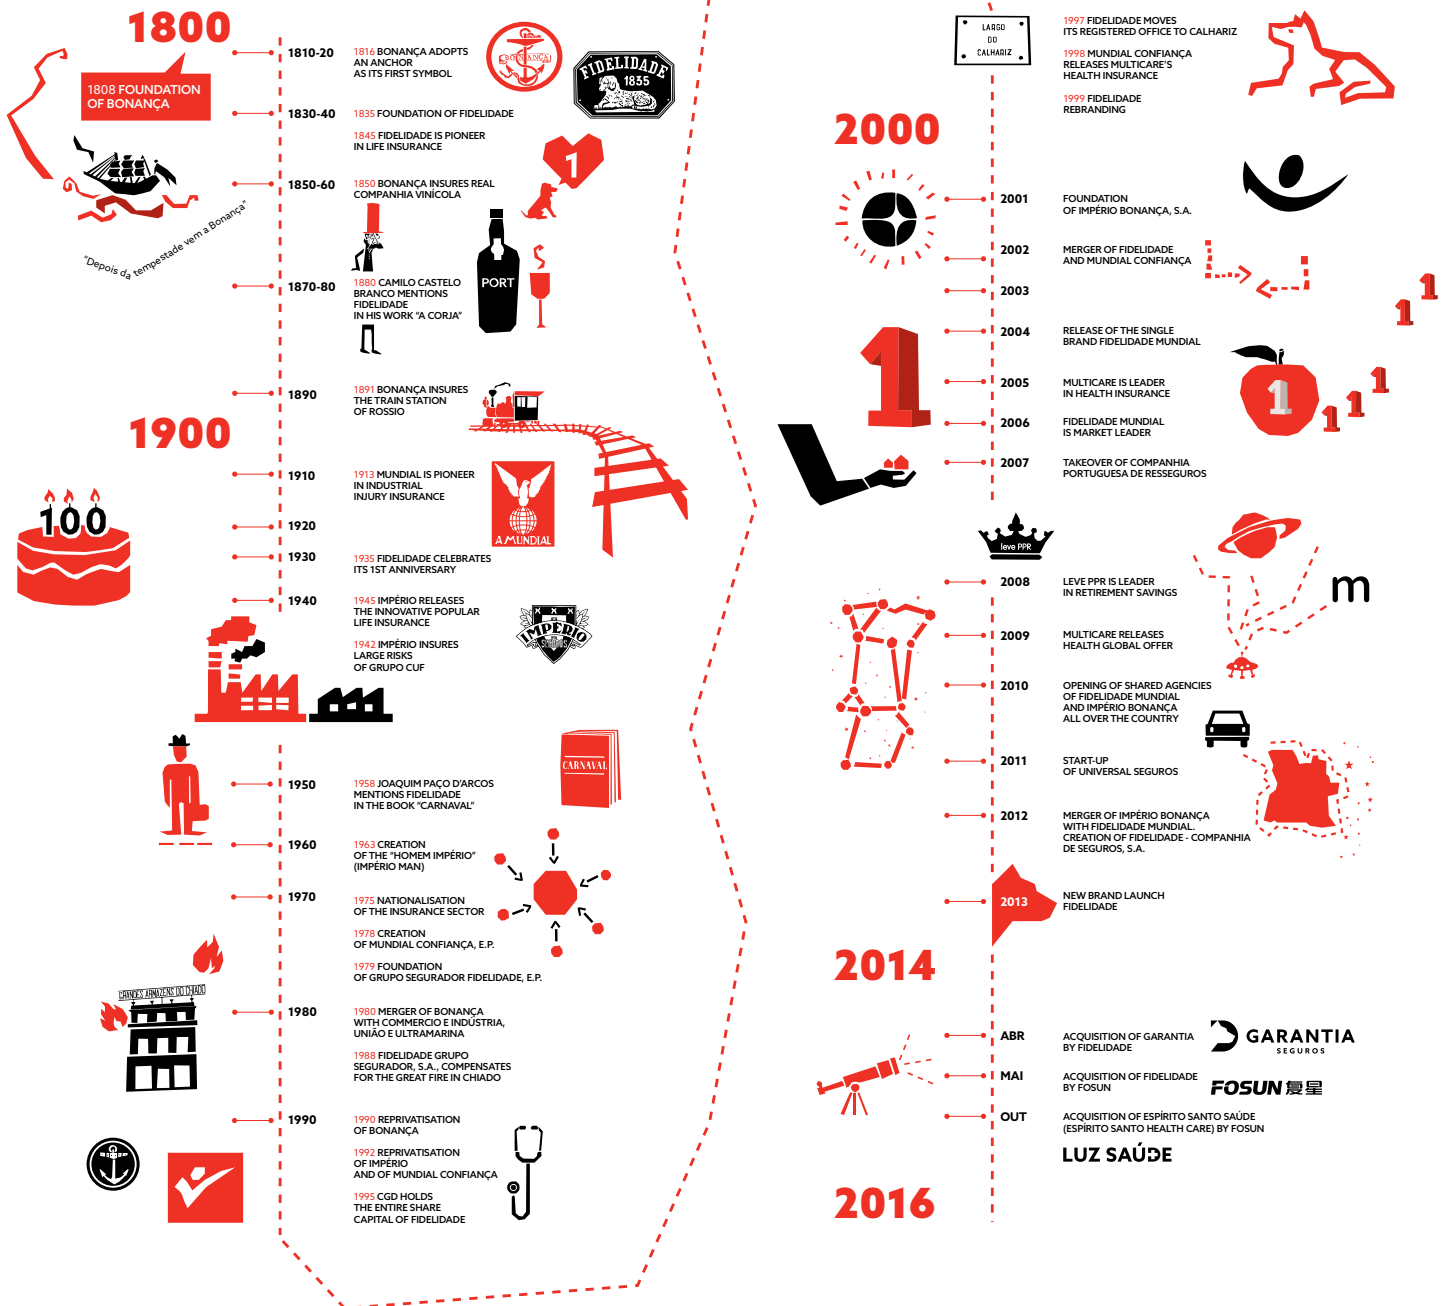 1800
1808 FOUNDATION
OF BONANÇA
"Depois da tempestade vem a Bonança"
1810-20
1816 BONANÇA ADOPTS
AN ANCHOR
AS ITS FIRST SYMBOL
BONANÇA
FIDELIDADE
1835
1830-40
1835 FOUNDATION OF FIDELIDADE
1845 FIDELIDADE IS PIONEER
IN LIFE INSURANCE
1
1850-60
1850 BONANÇA INSURES REAL
COMPANHIA VINÍCOLA
PORT
1870-80
1880 CAMILO CASTELO
BRANCO MENTIONS
FIDELIDADE
IN HIS WORK "A CORJA"
1890
1891 BONANÇA INSURES
THE TRAIN STATION
OF ROSSIO
1900
1910
1913 MUNDIAL IS PIONEER
IN INDUSTRIAL
INJURY INSURANCE
A MUNDIAL
100
1920
1930
1935 FIDELIDADE CELEBRATES
ITS 1ST ANNIVERSARY
1940
1945 IMPÉRIO RELEASES
THE INNOVATIVE POPULAR
LIFE INSURANCE
1942 IMPÉRIO INSURES
LARGE RISKS
OF GRUPO CUF
IMPÉRIO
SEGUROS
1950
1958 JOAQUIM PAÇO D'ARCOS
MENTIONS FIDELIDADE
IN THE BOOK "CARNAVAL"
CARNAVAL
1960
1963 CREATION
OF THE "HOMEM IMPÉRIO"
(IMPÉRIO MAN)
1970
1975 NATIONALISATION
OF THE INSURANCE SECTOR
1978 CREATION
OF MUNDIAL CONFIANÇA, E.P.
1979 FOUNDATION
OF GRUPO SEGURADOR FIDELIDADE, E.P.
GRANDES ARMAZENS DO CHIADO
1980
1980 MERGER OF BONANÇA
WITH COMMERCIO E INDÚSTRIA,
UNIÃO E ULTRAMARINA
1988 FIDELIDADE GRUPO
SEGURADOR, S.A., COMPENSATES
FOR THE GREAT FIRE IN CHIADO
1990
1990 REPRIVATISATION
OF BONANÇA
1992 REPRIVATISATION
OF IMPÉRIO
AND OF MUNDIAL CONFIANÇA
1995 CGD HOLDS
THE ENTIRE SHARE
CAPITAL OF FIDELIDADE
LARGO
DO
CALHARIZ
1997 FIDELIDADE MOVES
ITS REGISTERED OFFICE TO CALHARIZ
1998 MUNDIAL CONFIANÇA
RELEASES MULTICARE'S
HEALTH INSURANCE
1999 FIDELIDADE
REBRANDING
2000
2001
FOUNDATION
OF IMPÉRIO BONANÇA, S.A.
2002
MERGER OF FIDELIDADE
AND MUNDIAL CONFIANÇA
2003
2004
RELEASE OF THE SINGLE
BRAND FIDELIDADE MUNDIAL
1
1
1
2005
MULTICARE IS LEADER
IN HEALTH INSURANCE
1
1
1
1
2006
FIDELIDADE MUNDIAL
IS MARKET LEADER
2007
TAKEOVER OF COMPANHIA
PORTUGUESA DE RESSEGUROS
leve PPR
2008
LEVE PPR IS LEADER
IN RETIREMENT SAVINGS
m
2009
MULTICARE RELEASES
HEALTH GLOBAL OFFER
2010
OPENING OF SHARED AGENCIES
OF FIDELIDADE MUNDIAL
AND IMPÉRIO BONANÇA
ALL OVER THE COUNTRY
2011
START-UP
OF UNIVERSAL SEGUROS
2012
MERGER OF IMPÉRIO BONANÇA
WITH FIDELIDADE MUNDIAL.
CREATION OF FIDELIDADE - COMPANHIA
DE SEGUROS, S.A.
2013
NEW BRAND LAUNCH
FIDELIDADE
2014
ABR
ACQUISITION OF GARANTIA
BY FIDELIDADE
GARANTIA
SEGUROS
MAI
ACQUISITION OF FIDELIDADE
BY FOSUN
FOSUN 复星
OUT
ACQUISITION OF ESPÍRITO SANTO SAÚDE
(ESPÍRITO SANTO HEALTH CARE) BY FOSUN
LUZ SAÚDE
2016